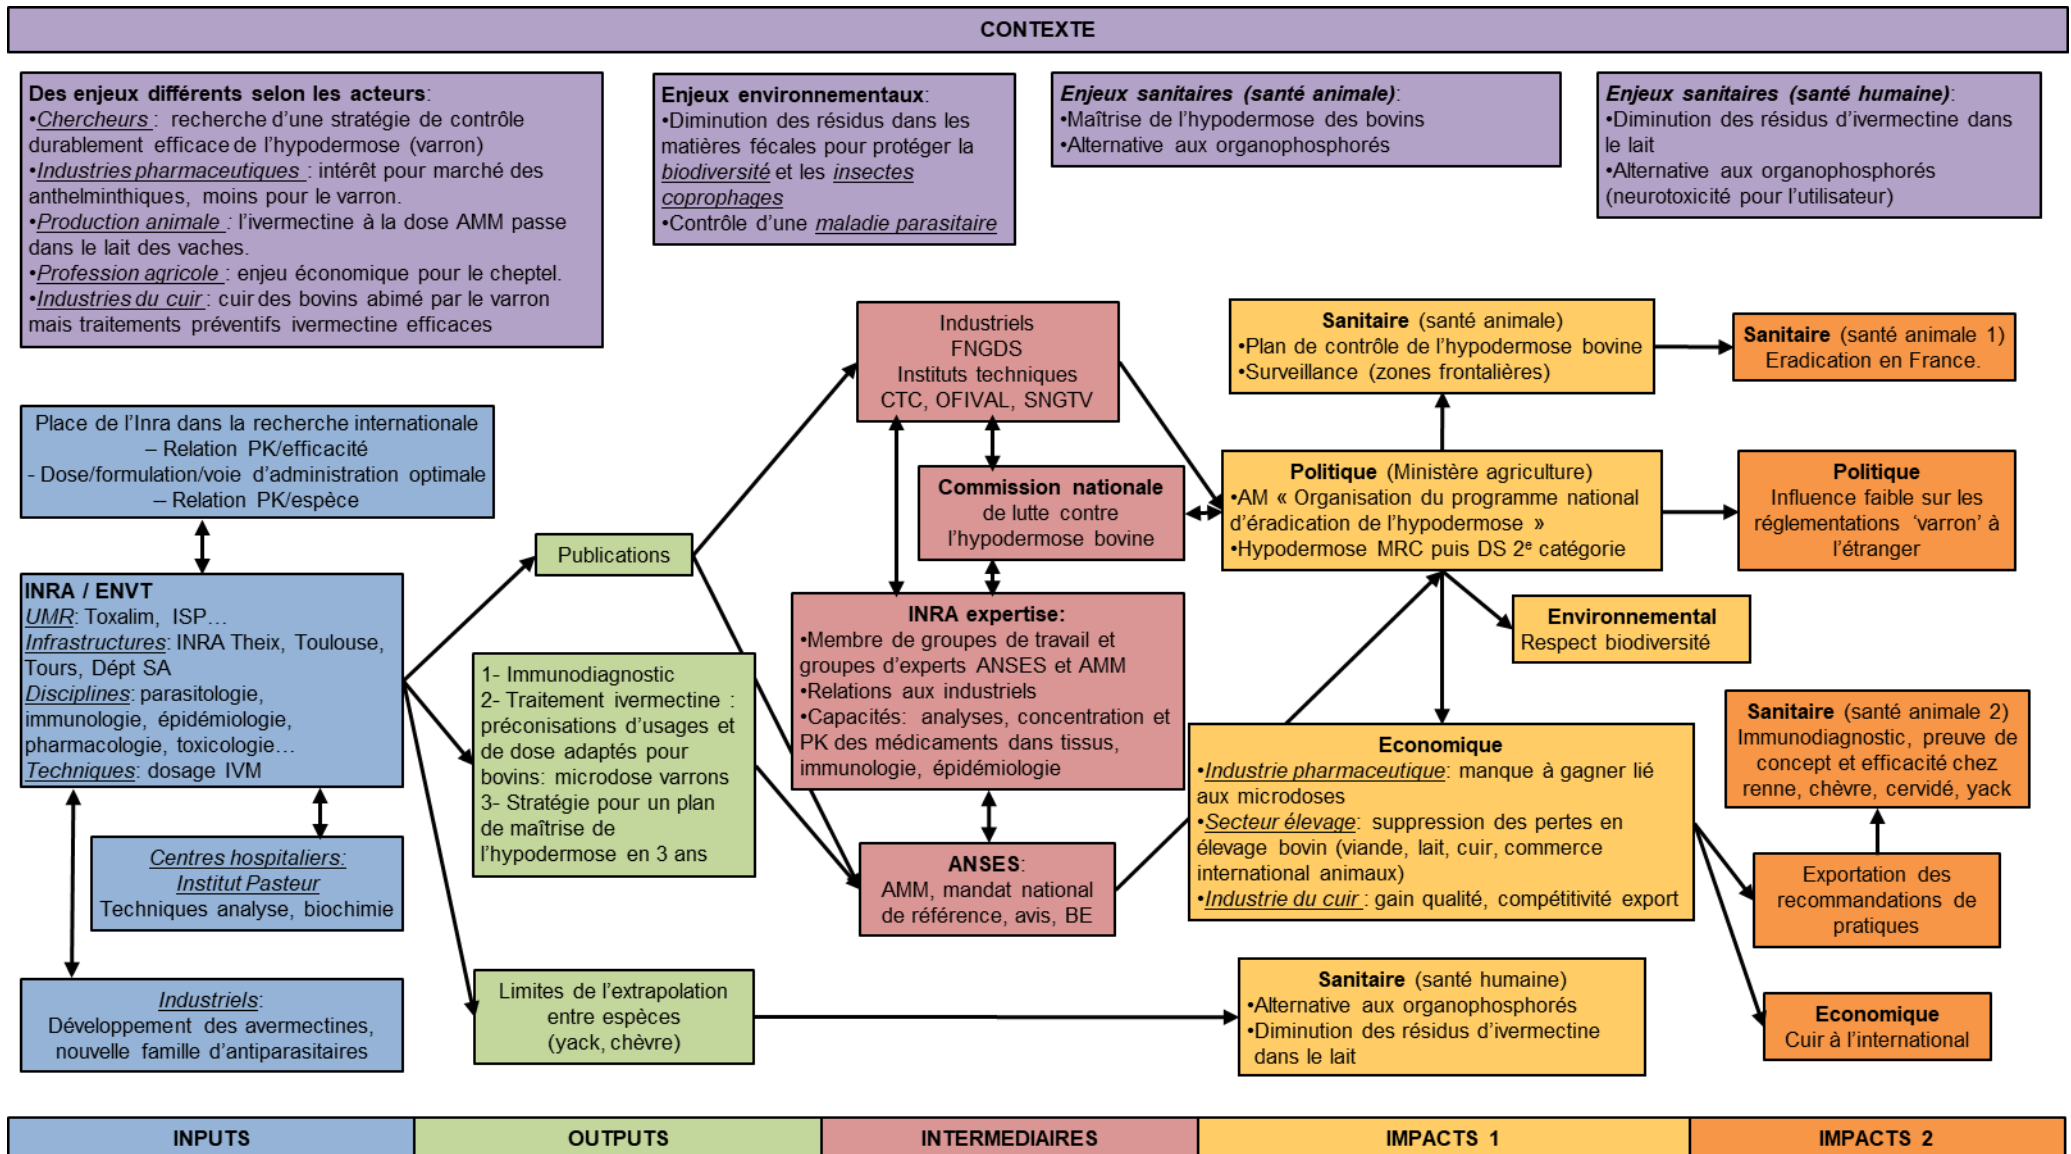 CONTEXTE
Des enjeux différents selon les acteurs:
•Chercheurs : recherche d'une stratégie de contrôle
durablement efficace de l'hypodermose (varron)
•Industries pharmaceutiques : intérêt pour marché des
anthelminthiques, moins pour le varron.
•Production animale : l'ivermectine à la dose AMM passe
dans le lait des vaches.
•Profession agricole : enjeu économique pour le cheptel.
•Industries du cuir : cuir des bovins abimé par le varron
mais traitements préventifs ivermectine efficaces
Enjeux environnementaux:
•Diminution des résidus dans les
matières fécales pour protéger la
biodiversité et les insectes
coprophages
•Contrôle d'une maladie parasitaire
Enjeux sanitaires (santé animale):
•Maîtrise de l'hypodermose des bovins
•Alternative aux organophosphorés
Enjeux sanitaires (santé humaine):
•Diminution des résidus d'ivermectine dans
le lait
•Alternative aux organophosphorés
(neurotoxicité pour l'utilisateur)
Place de l'Inra dans la recherche internationale
– Relation PK/efficacité
- Dose/formulation/voie d'administration optimale
– Relation PK/espèce
INRA / ENVT
UMR: Toxalim, ISP…
Infrastructures: INRA Theix, Toulouse,
Tours, Dépt SA
Disciplines: parasitologie,
immunologie, épidémiologie,
pharmacologie, toxicologie…
Techniques: dosage IVM
Centres hospitaliers:
Institut Pasteur
Techniques analyse, biochimie
Industriels:
Développement des avermectines,
nouvelle famille d'antiparasitaires
Publications
1- Immunodiagnostic
2- Traitement ivermectine :
préconisations d'usages et
de dose adaptés pour
bovins: microdose varrons
3- Stratégie pour un plan
de maîtrise de
l'hypodermose en 3 ans
Limites de l'extrapolation
entre espèces
(yack, chèvre)
Industriels
FNGDS
Instituts techniques
CTC, OFIVAL, SNGTV
Commission nationale
de lutte contre
l'hypodermose bovine
INRA expertise:
•Membre de groupes de travail et
groupes d'experts ANSES et AMM
•Relations aux industriels
•Capacités: analyses, concentration et
PK des médicaments dans tissus,
immunologie, épidémiologie
ANSES:
AMM, mandat national
de référence, avis, BE
Sanitaire (santé animale)
•Plan de contrôle de l'hypodermose bovine
•Surveillance (zones frontalières)
Politique (Ministère agriculture)
•AM « Organisation du programme national
d'éradication de l'hypodermose »
•Hypodermose MRC puis DS 2e catégorie
Environnemental
Respect biodiversité
Economique
•Industrie pharmaceutique: manque à gagner lié
aux microdoses
•Secteur élevage: suppression des pertes en
élevage bovin (viande, lait, cuir, commerce
international animaux)
•Industrie du cuir : gain qualité, compétitivité export
Sanitaire (santé humaine)
•Alternative aux organophosphorés
•Diminution des résidus d'ivermectine
dans le lait
Sanitaire (santé animale 1)
Eradication en France.
Politique
Influence faible sur les
réglementations 'varron' à
l'étranger
Sanitaire (santé animale 2)
Immunodiagnostic, preuve de
concept et efficacité chez
renne, chèvre, cervidé, yack
Exportation des
recommandations de
pratiques
Economique
Cuir à l'international
INPUTS
OUTPUTS
INTERMEDIAIRES
IMPACTS 1
IMPACTS 2